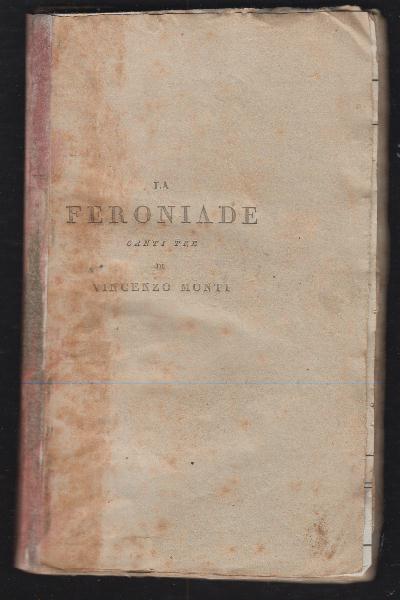 LA
FERONIADE
CANTI TRE
DI
VINCENZO MONTI